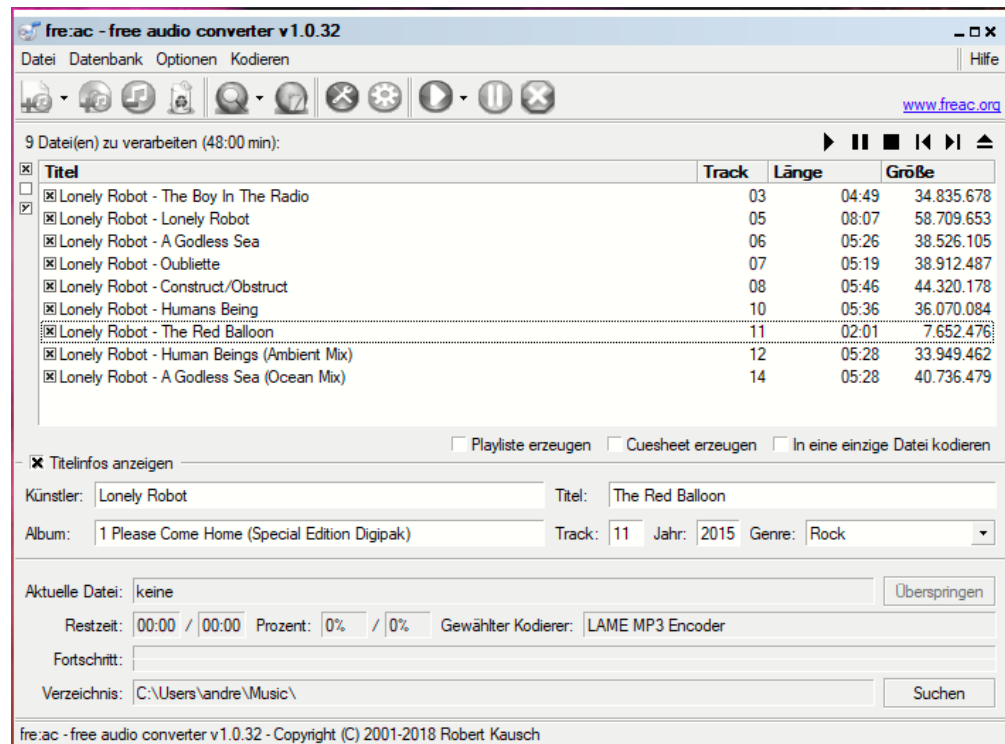 fre:ac - free audio converter v1.0.32
Datei Datenbank Optionen Kodieren Hilfe
www.freac.org
9 Datei(en) zu verarbeiten (48:00 min):
Titel Track Länge Größe
Lonely Robot - The Boy In The Radio 03 04:49 34.835.678
Lonely Robot - Lonely Robot 05 08:07 58.709.653
Lonely Robot - A Godless Sea 06 05:26 38.526.105
Lonely Robot - Oubliette 07 05:19 38.912.487
Lonely Robot - Construct/Obstruct 08 05:46 44.320.178
Lonely Robot - Humans Being 10 05:36 36.070.084
Lonely Robot - The Red Balloon 11 02:01 7.652.476
Lonely Robot - Human Beings (Ambient Mix) 12 05:28 33.949.462
Lonely Robot - A Godless Sea (Ocean Mix) 14 05:28 40.736.479
Playliste erzeugen Cuesheet erzeugen In eine einzige Datei kodieren
Titelinfos anzeigen
Künstler: Lonely Robot Titel: The Red Balloon
Album: 1 Please Come Home (Special Edition Digipak) Track: 11 Jahr: 2015 Genre: Rock
Aktuelle Datei: keine Überspringen
Restzeit: 00:00 / 00:00 Prozent: 0% / 0% Gewählter Kodierer: LAME MP3 Encoder
Fortschritt:
Verzeichnis: C:\Users\andre\Music\ Suchen
fre:ac - free audio converter v1.0.32 - Copyright (C) 2001-2018 Robert Kausch